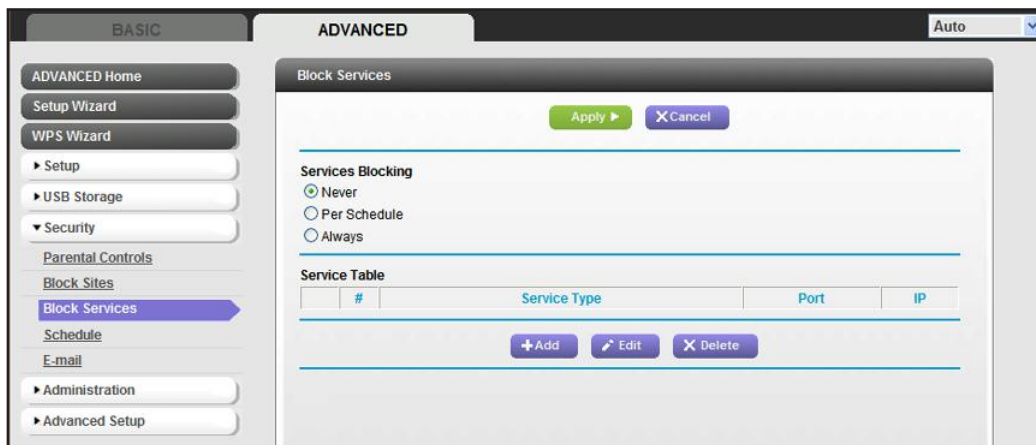 BASIC
ADVANCED
Auto
ADVANCED Home
Setup Wizard
WPS Wizard
Setup
USB Storage
Security
Parental Controls
Block Sites
Block Services
Schedule
E-mail
Administration
Advanced Setup
Block Services
Apply
Cancel
Services Blocking
Never
Per Schedule
Always
Service Table
# Service Type Port IP
Add Edit Delete